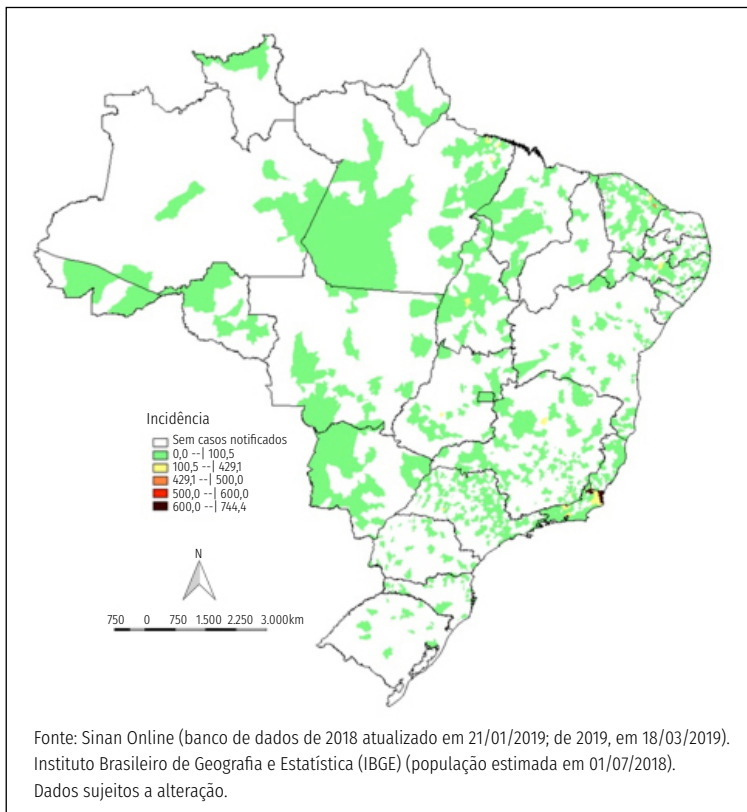 Incidência
Sem casos notificados
0,0 --| 100,5
100,5 --| 429,1
429,1 --| 500,0
500,0 --| 600,0
600,0 --| 744,4
N
750 0 750 1.500 2.250 3.000km
Fonte: Sinan Online (banco de dados de 2018 atualizado em 21/01/2019; de 2019, em 18/03/2019).
Instituto Brasileiro de Geografia e Estatística (IBGE) (população estimada em 01/07/2018).
Dados sujeitos a alteração.